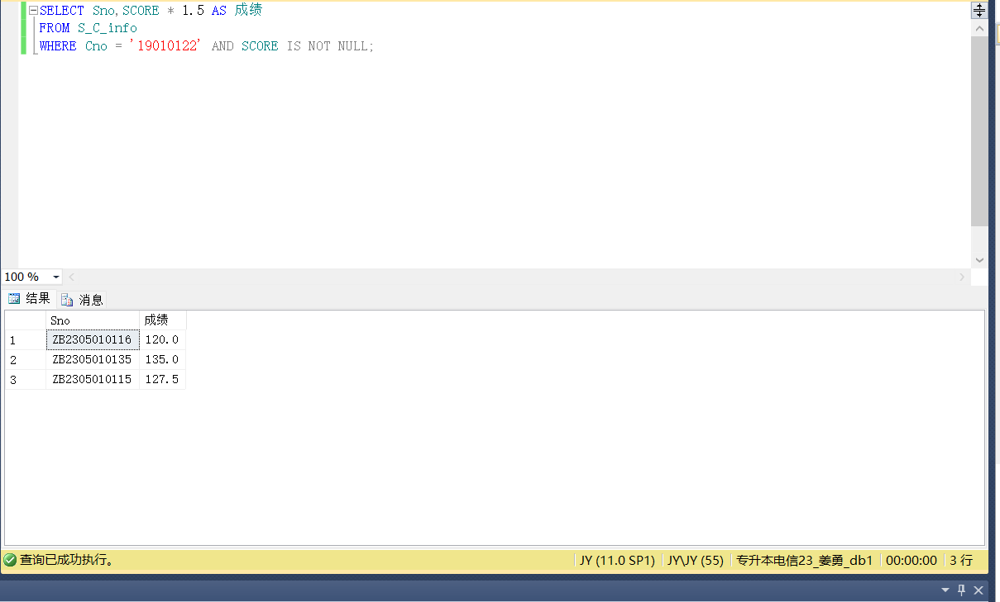 SELECT Sno,SCORE * 1.5 AS 成绩
FROM S_C_info
WHERE Cno = '19010122' AND SCORE IS NOT NULL;
100 %
结果 消息
Sno 成绩
1 ZB2305010116 120.0
2 ZB2305010135 135.0
3 ZB2305010115 127.5
查询已成功执行。 JY (11.0 SP1) JY\JY (55) 专升本电信23_姜勇_db1 00:00:00 3 行